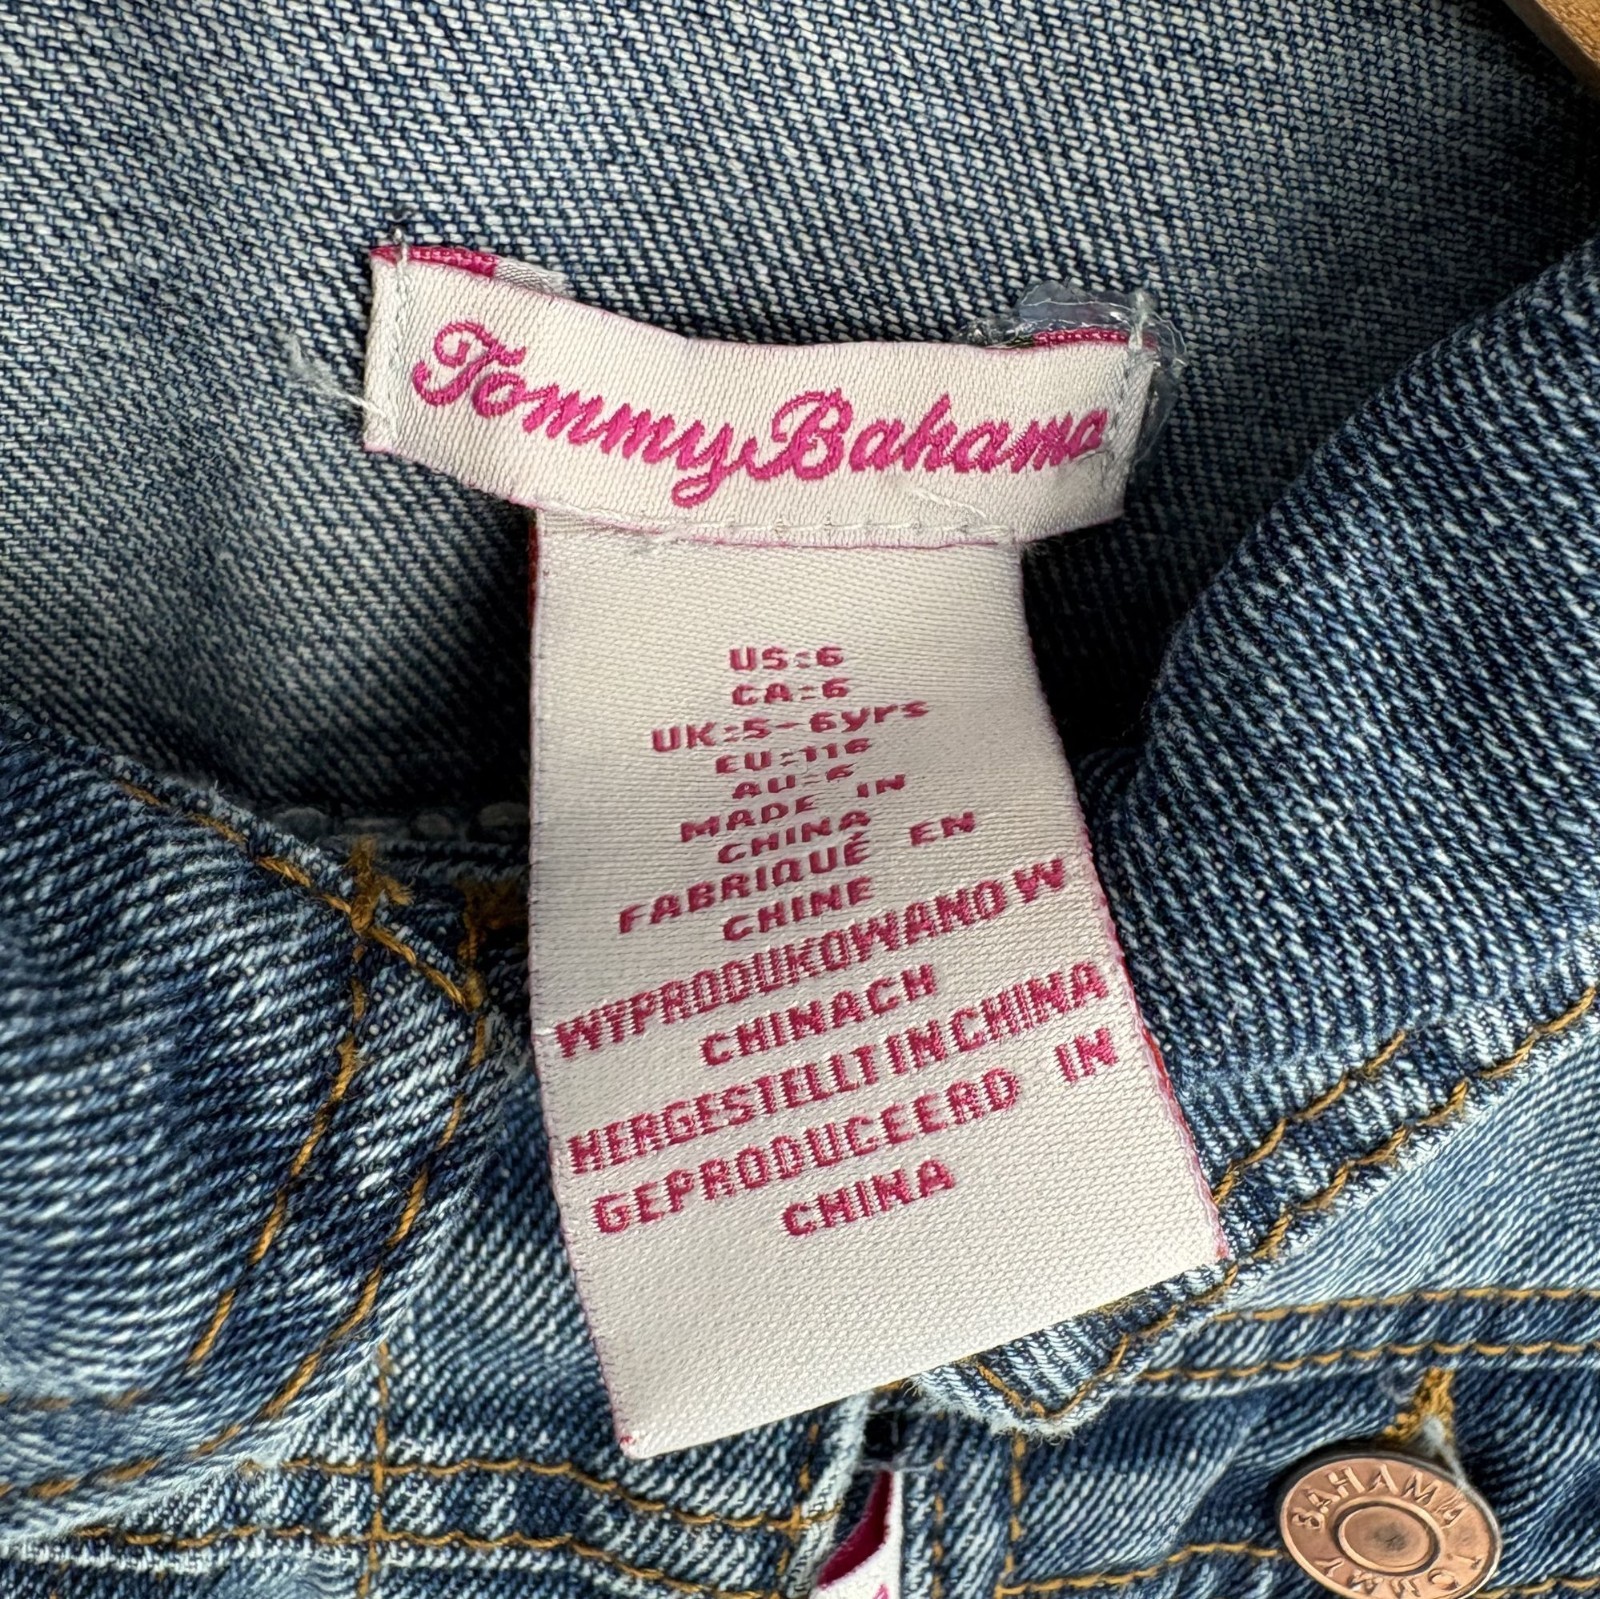 Tommy Bahama
US:6
CA:6
UK:5-6yrs
EU:116
AU:6
MADE IN
CHINA
FABRIQUÉ EN
CHINE
WYPRODUKOWANO W
CHINACH
HERGESTELLT IN CHINA
GEPRODUCEERD IN
CHINA
TOMMY BAHAMA